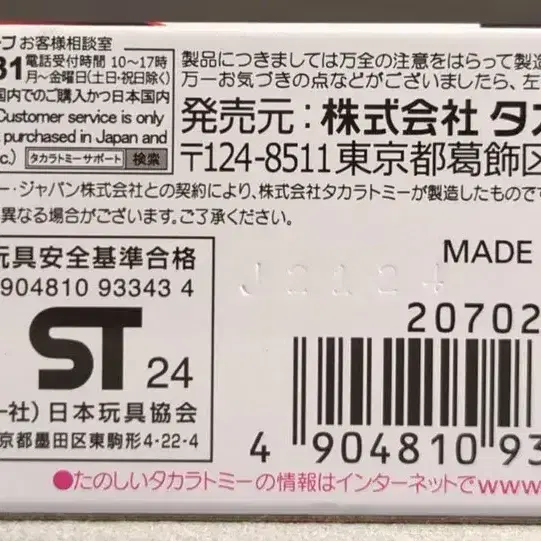 ープお客様相談室
31 電話受付時間 10〜17時
月〜金曜日(土日・祝日除く)
国内でのご購入かつ日本国内
Customer service is only
purchased in Japan and
c.) タカラトミーサポート 検索
製品につきましては万全の注意をはらって製造
万一お気づきの点などがございましたら、左
発売元：株式会社 タカ
〒124-8511東京都葛飾区
ー・ジャパン株式会社との契約により、株式会社タカラトミーが製造したもので
異なる場合がございます。ご了承ください。
玩具安全基準合格
904810 93343 4
ST 24
一社) 日本玩具協会
京都墨田区東駒形4-22-4
MADE
20702
4 904810 93
●たのしいタカラトミーの情報はインターネットでwww.